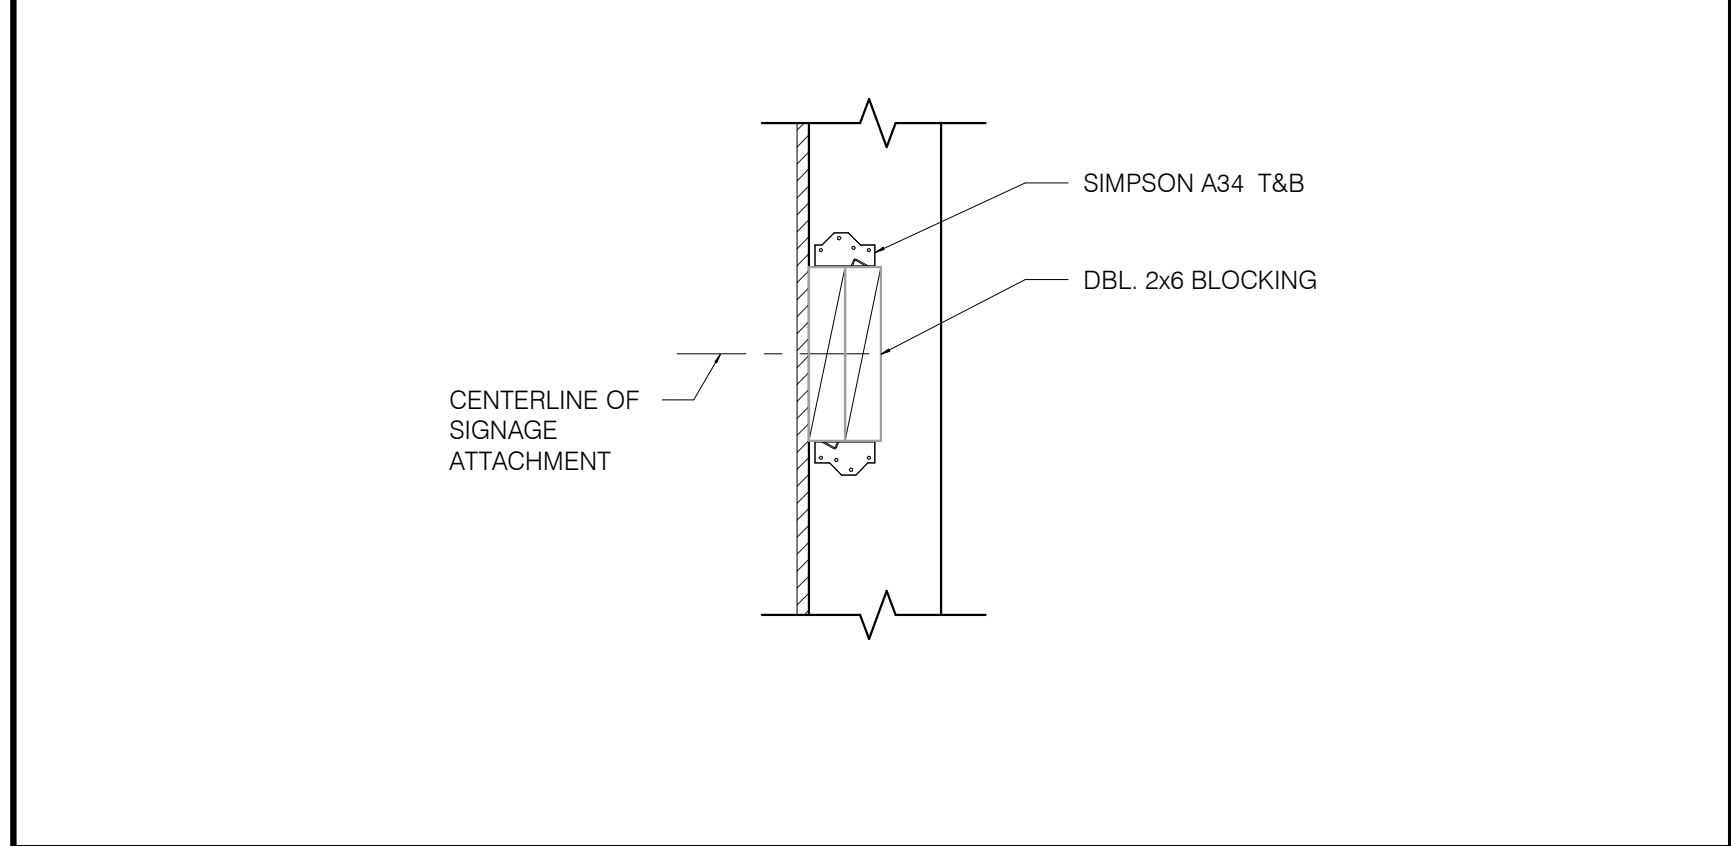 SIMPSON A34 T&B
DBL. 2x6 BLOCKING
CENTERLINE OF
SIGNAGE
ATTACHMENT